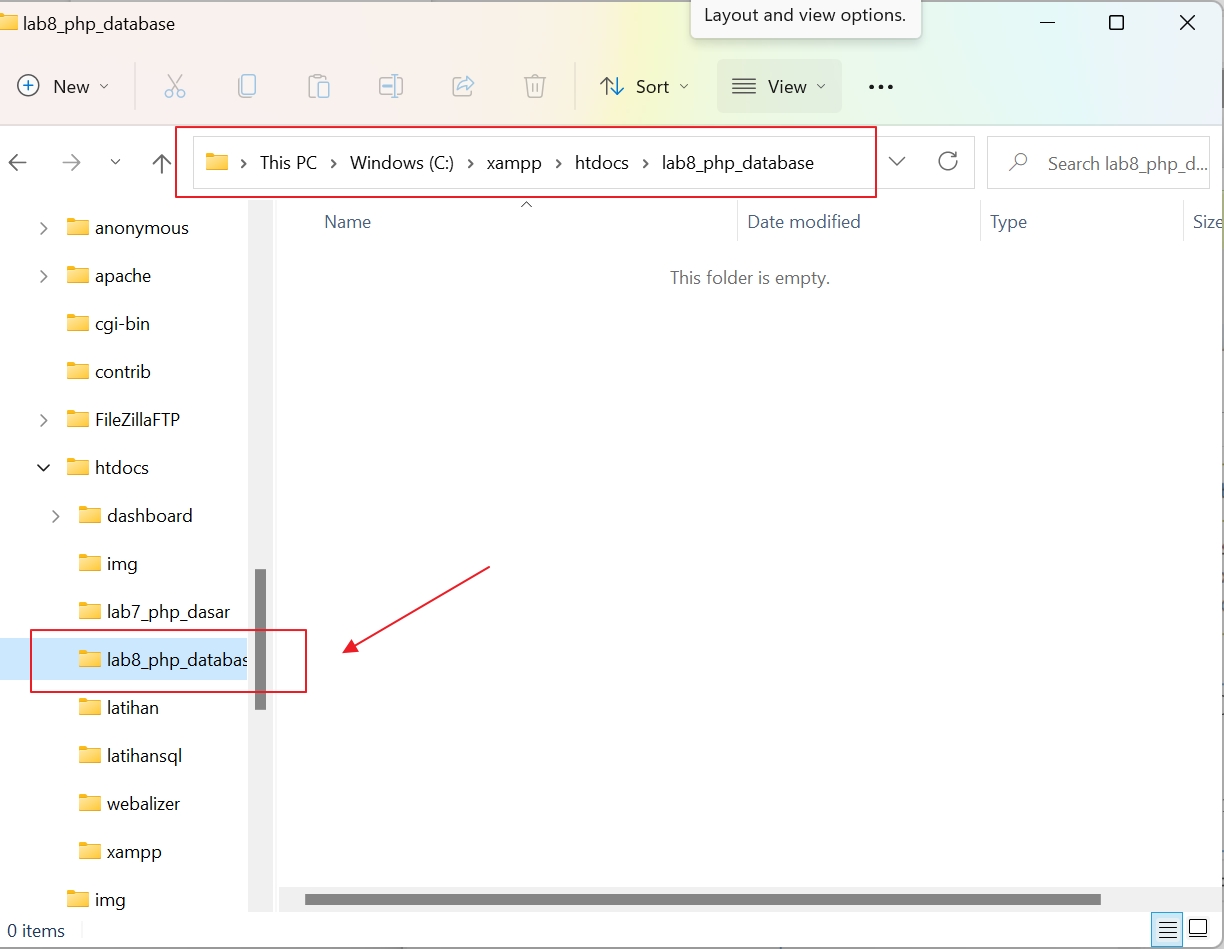 lab8_php_database
Layout and view options.
New
Sort
View
This PC > Windows (C:) > xampp > htdocs > lab8_php_database
Search lab8_php_d...
Name
Date modified
Type
Size
This folder is empty.
anonymous
apache
cgi-bin
contrib
FileZillaFTP
htdocs
dashboard
img
lab7_php_dasar
lab8_php_databas
latihan
latihansql
webalizer
xampp
img
0 items